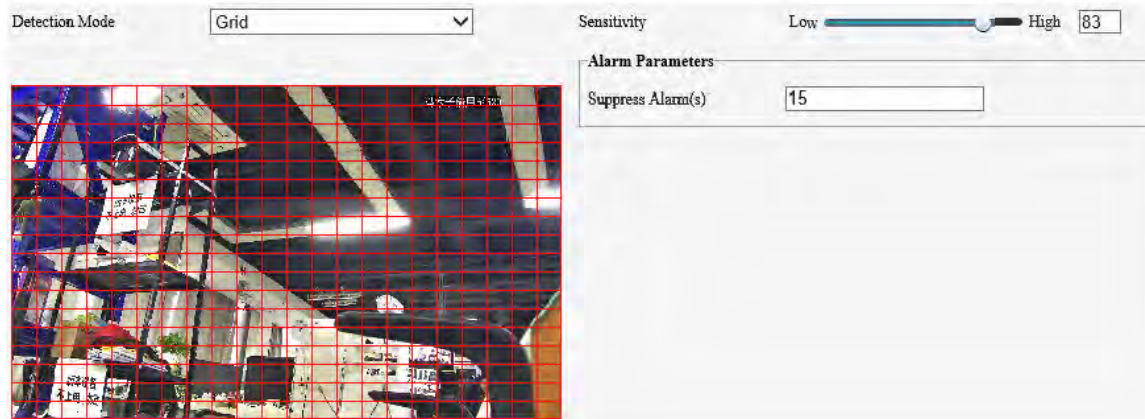 Detection Mode
Grid
Sensitivity
Low
High
83
Alarm Parameters
Suppress Alarm(s)
15